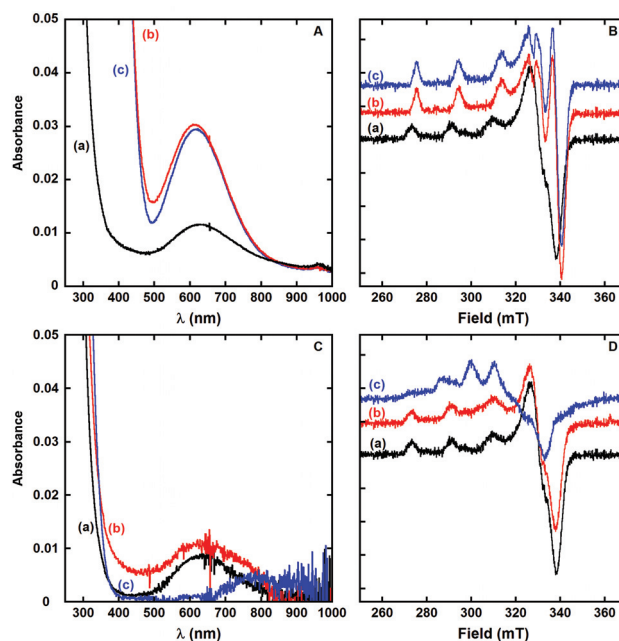 0.05
0.04
0.03
0.02
0.01
0
Absorbance
300 400 500 600 700 800 900 1000
λ (nm)
A
(a)
(b)
(c)
B
(c)
(b)
(a)
260 280 300 320 340 360
Field (mT)
0.05
0.04
0.03
0.02
0.01
0
Absorbance
300 400 500 600 700 800 900 1000
λ (nm)
C
(a)
(b)
(c)
D
(c)
(b)
(a)
260 280 300 320 340 360
Field (mT)